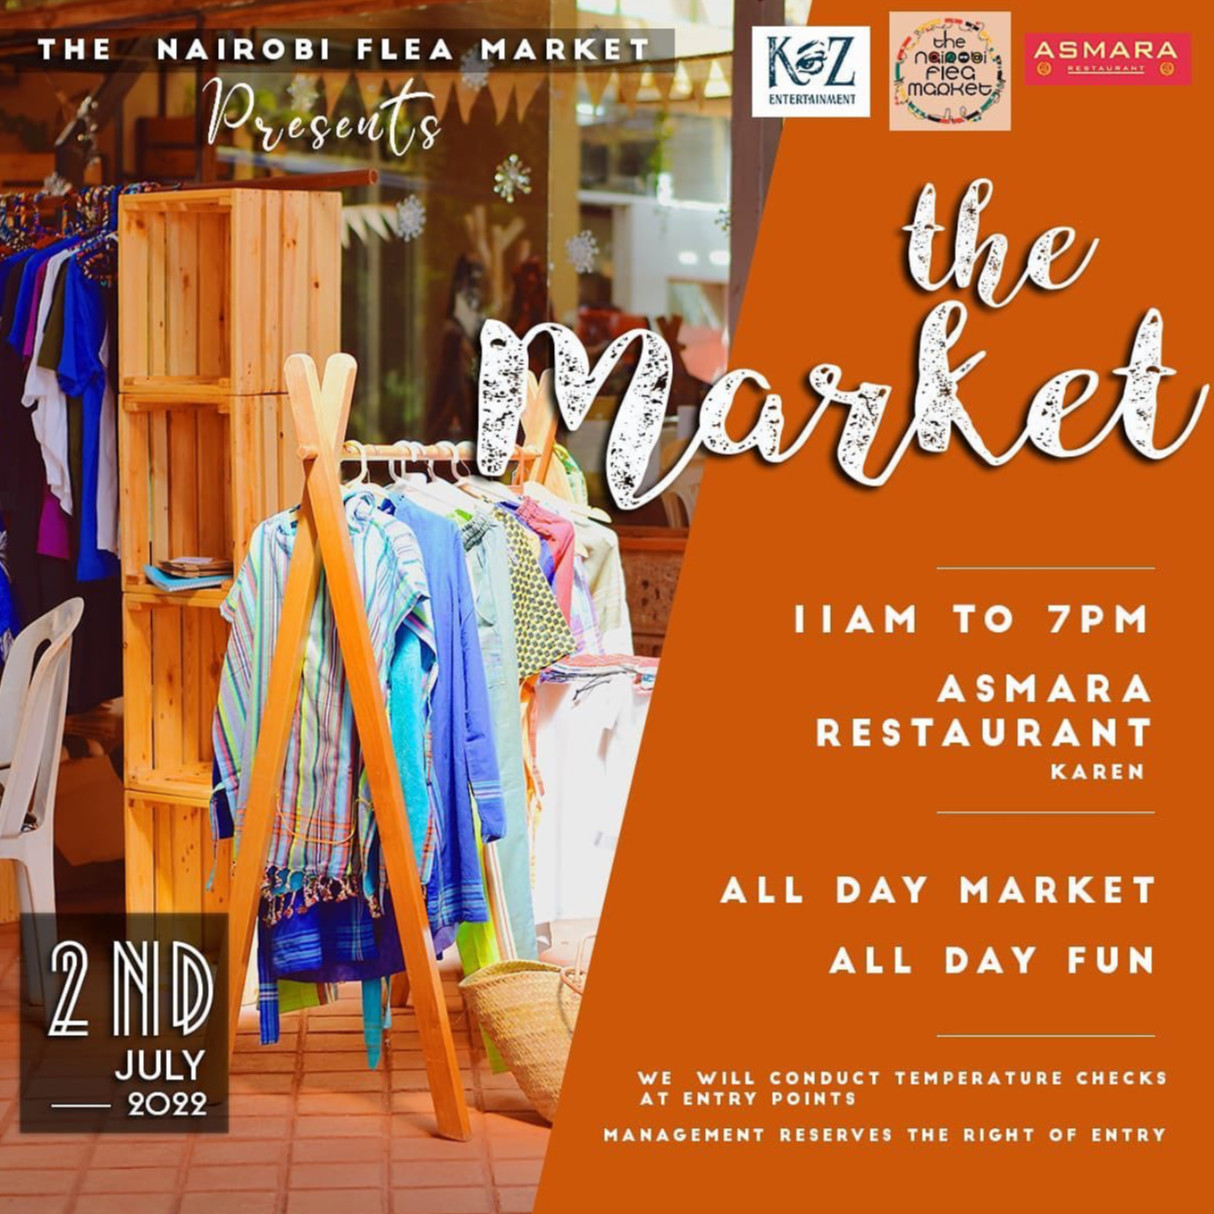 THE NAIROBI FLEA MARKET
Presents
K&Z
ENTERTAINMENT
the
nairobi
flea
market
ASMARA
RESTAURANT
the
Market
11AM TO 7PM
ASMARA
RESTAURANT
KAREN
ALL DAY MARKET
ALL DAY FUN
2ND
JULY
2022
WE WILL CONDUCT TEMPERATURE CHECKS
AT ENTRY POINTS
MANAGEMENT RESERVES THE RIGHT OF ENTRY